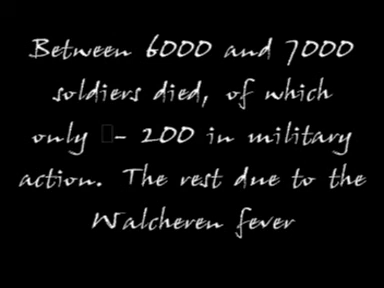 Between 6000 and 7000
soldiers died, of which
only - 200 in military
action. The rest due to the
Walcheren fever